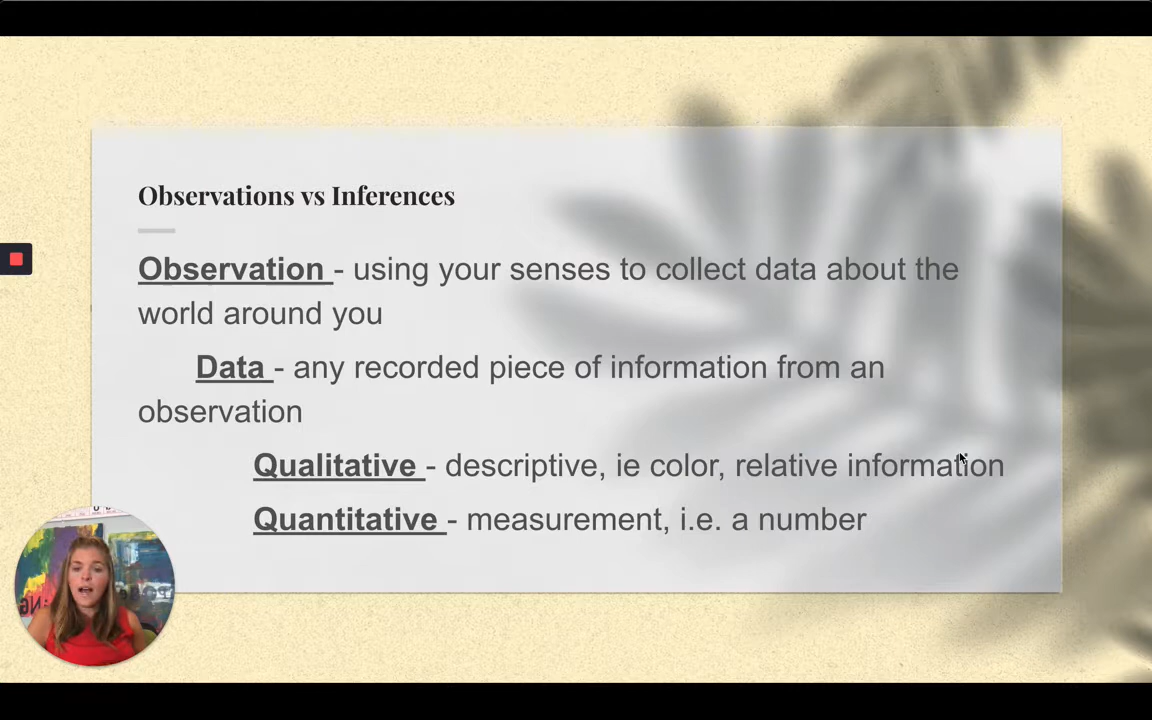 Observations vs Inferences
Observation - using your senses to collect data about the
world around you
Data - any recorded piece of information from an
observation
Qualitative - descriptive, ie color, relative information
Quantitative - measurement, i.e. a number